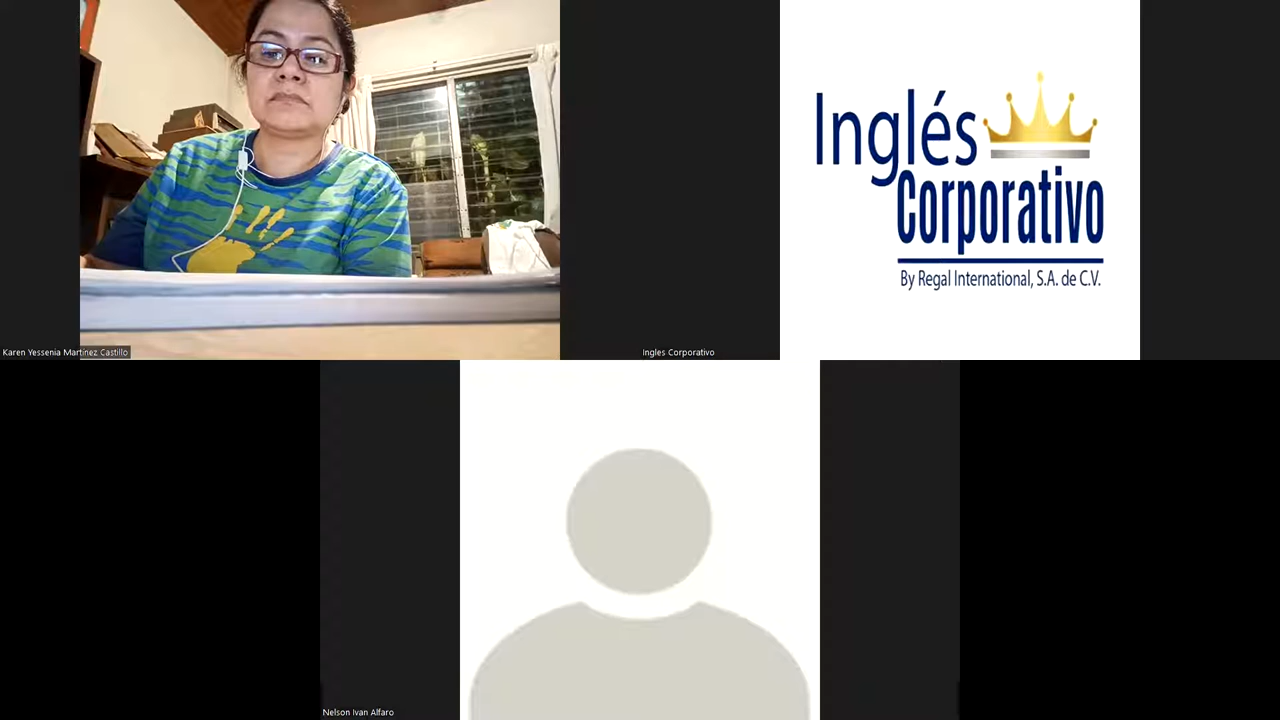 Inglés
Corporativo
By Regal International, S.A. de C.V.
Karen Yessenia Martinez Castillo
Ingles Corporativo
Nelson Ivan Alfaro